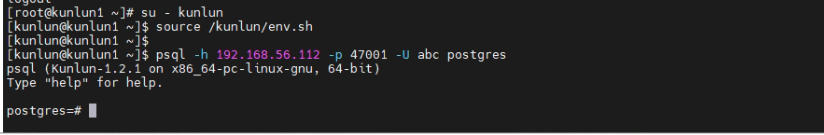 logout
[root@kunlun1 ~]# su - kunlun
[kunlun@kunlun1 ~]$ source /kunlun/env.sh
[kunlun@kunlun1 ~]$
[kunlun@kunlun1 ~]$ psql -h 192.168.56.112 -p 47001 -U abc postgres
psql (Kunlun-1.2.1 on x86_64-pc-linux-gnu, 64-bit)
Type "help" for help.
postgres=#